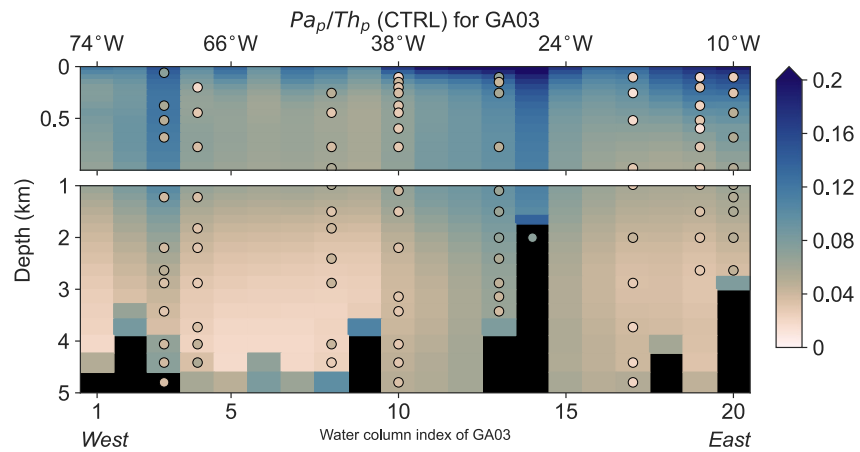 Pa_p/Th_p (CTRL) for GA03
74°W 66°W 38°W 24°W 10°W
0
0.5
1
2
3
4
5
Depth (km)
1 5 10 15 20
West Water column index of GA03 East
0.2
0.16
0.12
0.08
0.04
0